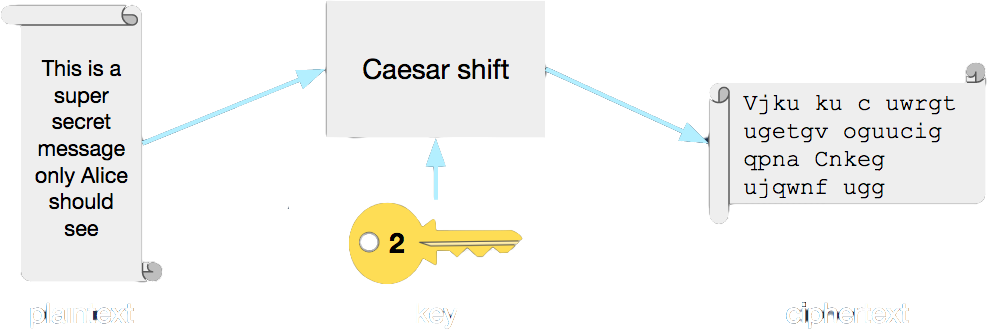 This is a
super
secret
message
only Alice
should
see
Caesar shift
2
Vjku ku c uwrgt
ugetgv oguucig
qpna Cnkeg
ujqwnf ugg
plaintext
key
ciphertext